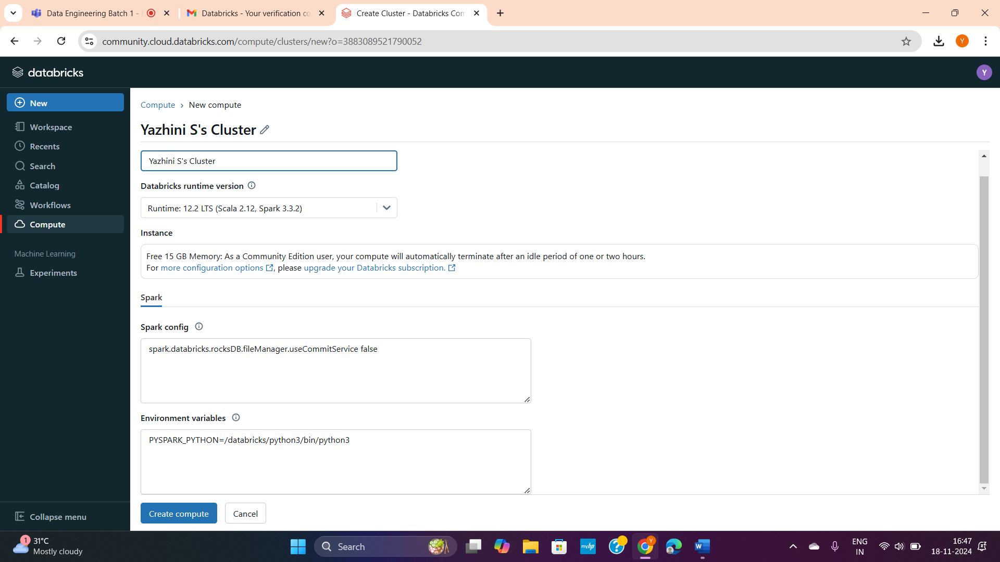 Data Engineering Batch 1 -
Databricks - Your verification co
Create Cluster - Databricks Com
community.cloud.databricks.com/compute/clusters/new?o=3883089521790052
Y
databricks
Y
New
Workspace
Recents
Search
Catalog
Workflows
Compute
Machine Learning
Experiments
Collapse menu
Compute › New compute
Yazhini S's Cluster
Yazhini S's Cluster
Databricks runtime version
Runtime: 12.2 LTS (Scala 2.12, Spark 3.3.2)
Instance
Free 15 GB Memory: As a Community Edition user, your compute will automatically terminate after an idle period of one or two hours.
For more configuration options, please upgrade your Databricks subscription.
Spark
Spark config
spark.databricks.rocksDB.fileManager.useCommitService false
Environment variables
PYSPARK_PYTHON=/databricks/python3/bin/python3
Create compute
Cancel
1
31°C
Mostly cloudy
Search
myhp
?
Y
W
ENG
IN
16:47
18-11-2024